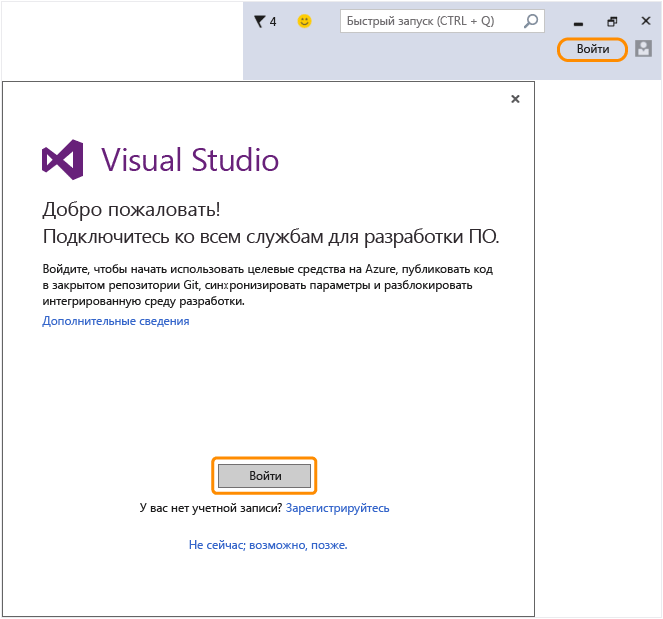 4
Быстрый запуск (CTRL + Q)
Войти
Visual Studio
Добро пожаловать!
Подключитесь ко всем службам для разработки ПО.
Войдите, чтобы начать использовать целевые средства на Azure, публиковать код
в закрытом репозитории Git, синхронизировать параметры и разблокировать
интегрированную среду разработки.
Дополнительные сведения
Войти
У вас нет учетной записи? Зарегистрируйтесь
Не сейчас; возможно, позже.